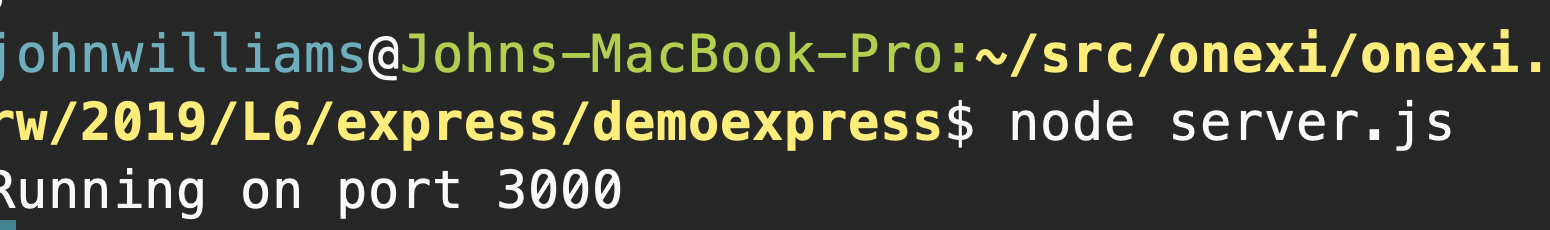 johnwilliams@Johns-MacBook-Pro:~/src/onexi/onexi.
rw/2019/L6/express/demoexpress$ node server.js
Running on port 3000